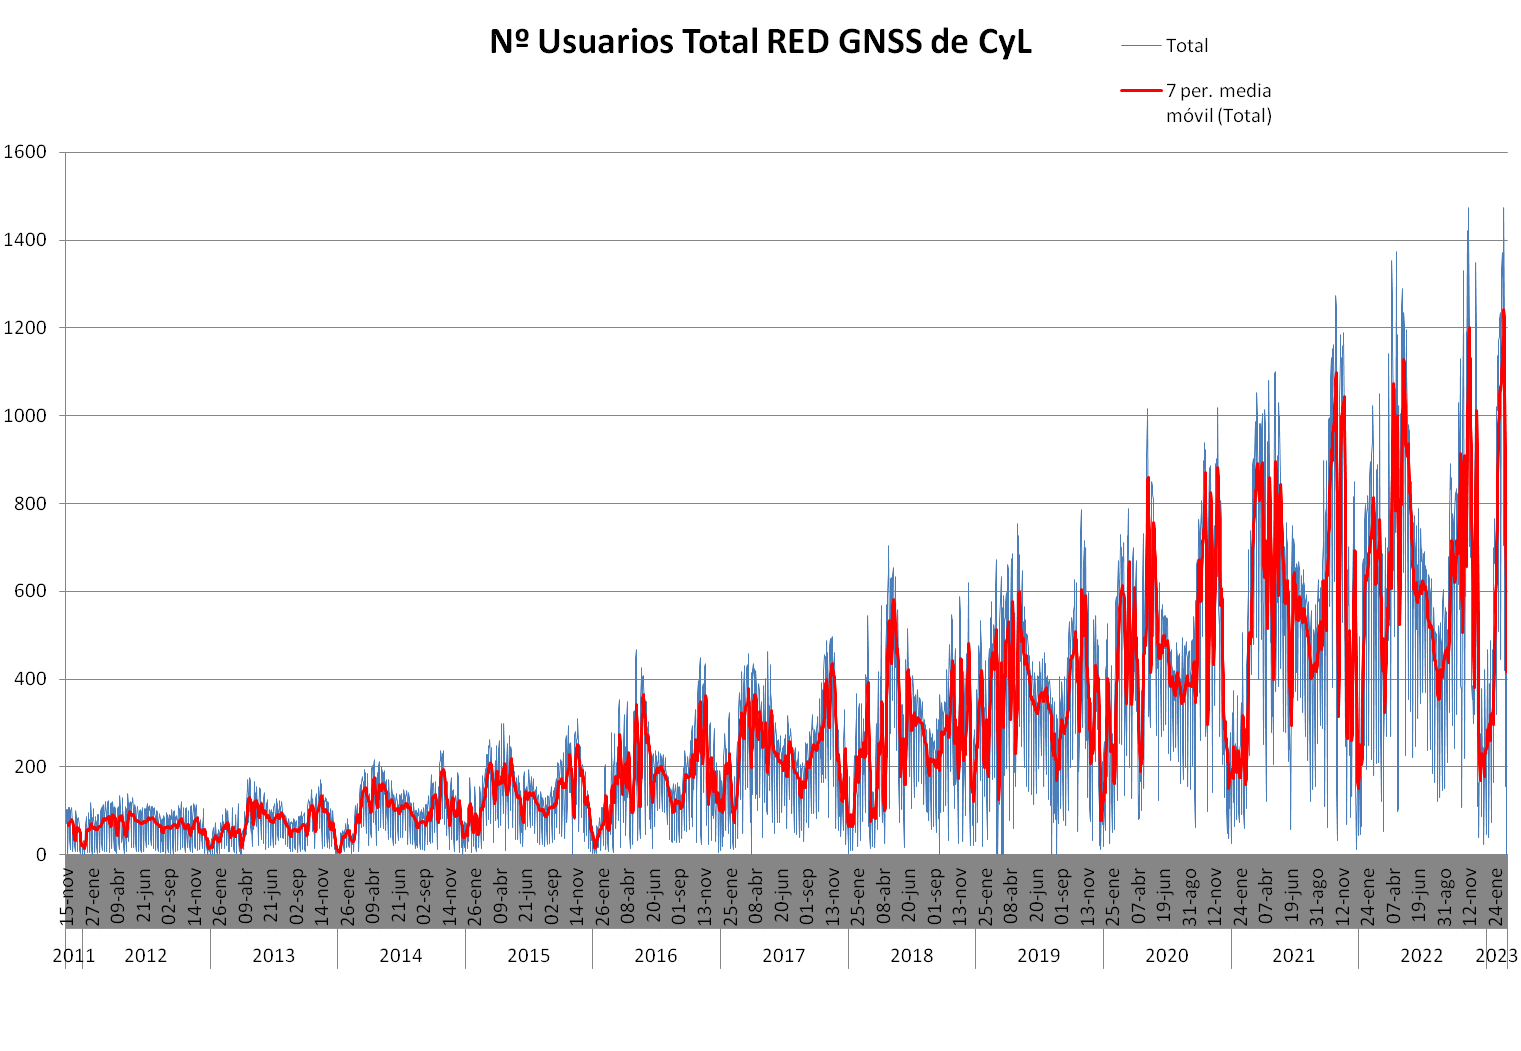 Nº Usuarios Total RED GNSS de CyL
Total
7 per. media
móvil (Total)
1600
1400
1200
1000
800
600
400
200
0
15-nov
27-ene
09-abr
21-jun
02-sep
14-nov
26-ene
09-abr
21-jun
02-sep
14-nov
26-ene
09-abr
21-jun
02-sep
14-nov
26-ene
09-abr
21-jun
02-sep
14-nov
26-ene
08-abr
20-jun
01-sep
13-nov
25-ene
08-abr
20-jun
01-sep
13-nov
25-ene
08-abr
20-jun
01-sep
13-nov
25-ene
08-abr
20-jun
01-sep
13-nov
25-ene
07-abr
19-jun
31-ago
12-nov
24-ene
07-abr
19-jun
31-ago
12-nov
24-ene
07-abr
19-jun
31-ago
12-nov
24-ene
2011
2012
2013
2014
2015
2016
2017
2018
2019
2020
2021
2022
2023